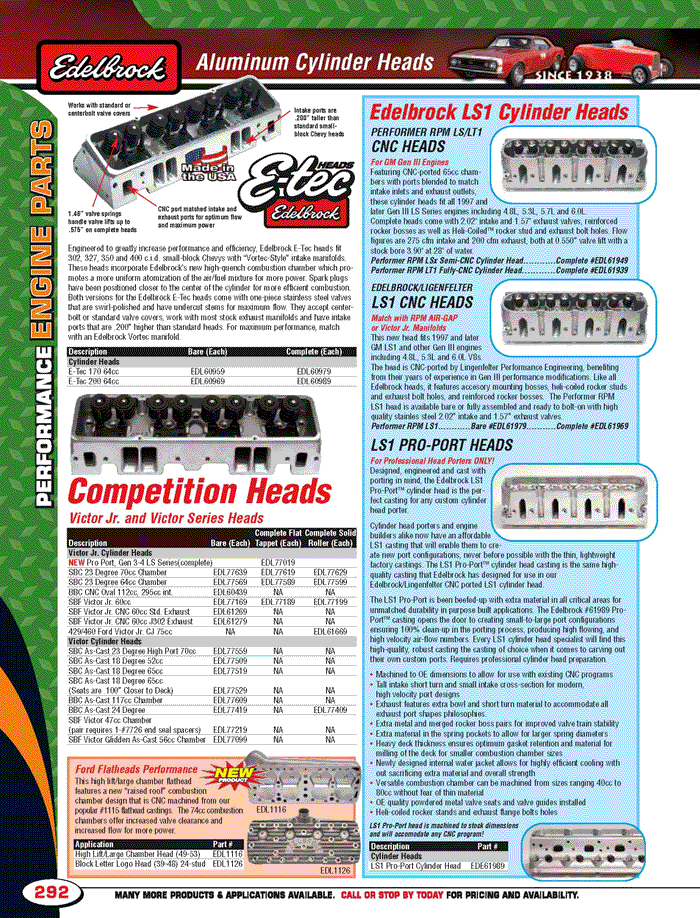 Edelbrock
Aluminum Cylinder Heads
SINCE 1938
PERFORMANCE ENGINE PARTS
Works with standard or
centerbolt valve covers
Intake ports are
.200" taller than
standard small-
block Chevy heads
Made in
the USA
HEADS
E-tec
Edelbrock
1.46" valve springs
handle valve lifts up to
.575" on complete heads
CNC port matched intake and
exhaust ports for optimum flow
and maximum power
Engineered to greatly increase performance and efficiency, Edelbrock E-Tec heads fit
302, 327, 350 and 400 c.i.d. small-block Chevys with "Vortec-Style" intake manifolds.
These heads incorporate Edelbrock's new high-quench combustion chamber which pro-
motes a more uniform atomization of the air/fuel mixture for more power. Spark plugs
have been positioned closer to the center of the cylinder for more efficient combustion.
Both versions for the Edelbrock E-Tec heads come with one-piece stainless steel valves
that are swirl-polished and have undercut stems for maximum flow. They accept center-
bolt or standard valve covers, work with most stock exhaust manifolds and have intake
ports that are .200" higher than standard heads. For maximum performance, match
with an Edelbrock Vortec manifold.
Description Bare (Each) Complete (Each)
Cylinder Heads
E-Tec 170 64cc EDL60959 EDL60979
E-Tec 200 64cc EDL60969 EDL60989
Competition Heads
Victor Jr. and Victor Series Heads
Complete Flat Complete Solid
Description Bare (Each) Tappet (Each) Roller (Each)
Victor Jr. Cylinder Heads
NEW Pro Port, Gen 3-4 LS Series(complete) EDL77019
SBC 23 Degree 70cc Chamber EDL77639 EDL77619 EDL77629
SBC 23 Degree 64cc Chamber EDL77569 EDL77589 EDL77599
BBC CNC Oval 112cc, 295cc int. EDL60439 NA NA
SBF Victor Jr. 60cc EDL77169 EDL77189 EDL77199
SBF Victor Jr. CNC 60cc Std. Exhaust EDL61269 NA NA
SBF Victor Jr. CNC 60cc J302 Exhaust EDL61279 NA NA
429/460 Ford Victor Jr. CJ 75cc NA NA EDL61669
Victor Cylinder Heads
SBC As-Cast 23 Degree High Port 70cc EDL77559 NA NA
SBC As-Cast 18 Degree 52cc EDL77509 NA NA
SBC As-Cast 18 Degree 65cc EDL77519 NA NA
SBC As-Cast 18 Degree 65cc
(Seats are .100" Closer to Deck) EDL77529 NA NA
BBC As-Cast 117cc Chamber EDL77609 NA NA
BBC As-Cast 24 Degree EDL77419 NA EDL77409
SBF Victor 47cc Chamber
(pair requires 1-#7726 end seal spacers) EDL77219 NA NA
SBF Victor Glidden As-Cast 56cc Chamber EDL77099 NA NA
Ford Flatheads Performance
NEW
PRODUCT
This high lift/large chamber flathead
features a new "raised roof" combustion
chamber design that is CNC machined from our
popular #1115 flathead castings. The 74cc combustion
chambers offer increased valve clearance and
increased flow for more power.
EDL1116
Application Part #
High Lift/Large Chamber Head (49-53) EDL1116
Block Letter Logo Head (39-48) 24-stud EDL1126
EDL1126
Edelbrock LS1 Cylinder Heads
PERFORMER RPM LS/LT1
CNC HEADS
For GM Gen III Engines
Featuring CNC-ported 65cc cham-
bers with ports blended to match
intake inlets and exhaust outlets,
these cylinder heads fit all 1997 and
later Gen III LS Series engines including 4.8L, 5.3L, 5.7L and 6.0L.
Complete heads come with 2.02" intake and 1.57" exhaust valves, reinforced
rocker bosses as well as Heli-Coiled™ rocker stud and exhaust bolt holes. Flow
figures are 275 cfm intake and 200 cfm exhaust, both at 0.550" valve lift with a
stock bore 3.90" at 28" of water.
Performer RPM LSr Semi-CNC Cylinder Head............Complete #EDL61949
Performer RPM LT1 Fully-CNC Cylinder Head............Complete #EDL61939
EDELBROCK/LIGENFELTER
LS1 CNC HEADS
Match with RPM AIR-GAP
or Victor Jr. Manifolds
This new head fits 1997 and later
GM LS1 and other Gen III engines
including 4.8L, 5.3L and 6.0L V8s.
The head is CNC-ported by Lingenfelter Performance Engineering, benefiting
from their years of experience in Gen III performance modifications. Like all
Edelbrock heads, it features accesory mounting bosses, heli-coiled rocker studs
and exhaust bolt holes, and reinforced rocker bosses. The Performer RPM
LS1 head is available bare or fully assembled and ready to bolt-on with high
quality stainles steel 2.02" intake and 1.57" exhaust valves.
Performer RPM LS1............Bare #EDL61979...........Complete #EDL61969
LS1 PRO-PORT HEADS
For Professional Head Porters ONLY!
Designed, engineered and cast with
porting in mind, the Edelbrock LS1
Pro-Port™ cylinder head is the per-
fect casting for any custom cylinder
head porter.
Cylinder head porters and engine
builders alike now have an affordable
LS1 casting that will enable them to cre-
ate new port configurations, never before possible with the thin, lightweight
factory castings. The LS1 Pro-Port™ cylinder head casting is the same high-
quality casting that Edelbrock has designed for use in our
Edelbrock/Lingenfelter CNC ported LS1 cylinder head.
The LS1 Pro-Port is been beefed-up with extra material in all critical areas for
unmatched durability in purpose built applications. The Edelbrock #61989 Pro-
Port™ casting opens the door to creating small-to-large port configurations
ensuring 100% clean-up in the porting process, producing high flowing, and
high velocity air-flow numbers. Every LS1 cylinder head specialist will find this
high-quality, robust casting the casting of choice when it comes to carving out
their own custom ports. Requires professional cylinder head preparation.
• Machined to OE dimensions to allow for use with existing CNC programs
• Tall intake short turn and small intake cross-section for modern,
high velocity port designs
• Exhaust features extra bowl and short turn material to accommodate all
exhaust port shapes philosophies.
• Extra metal and merged rocker boss pairs for improved valve train stability
• Extra material in the spring pockets to allow for larger spring diameters
• Heavy deck thickness ensures optimum gasket retention and material for
milling of the deck for smaller combustion chamber sizes
• Newly designed internal water jacket allows for highly efficient cooling with
out sacrificing extra material and overall strength
• Versatile combustion chamber can be machined from sizes ranging 40cc to
80cc without fear of thin material
• OE quality powdered metal valve seats and valve guides installed
• Heli-coiled rocker stands and exhaust flange bolt holes
LS1 Pro-Port head is machined to stock dimensions
and will accomodate any CNC program!
Description Part #
Cylinder Heads
LS1 Pro-Port Cylinder Head EDE61989
292
MANY MORE PRODUCTS & APPLICATIONS AVAILABLE. CALL OR STOP BY TODAY FOR PRICING AND AVAILABILITY.